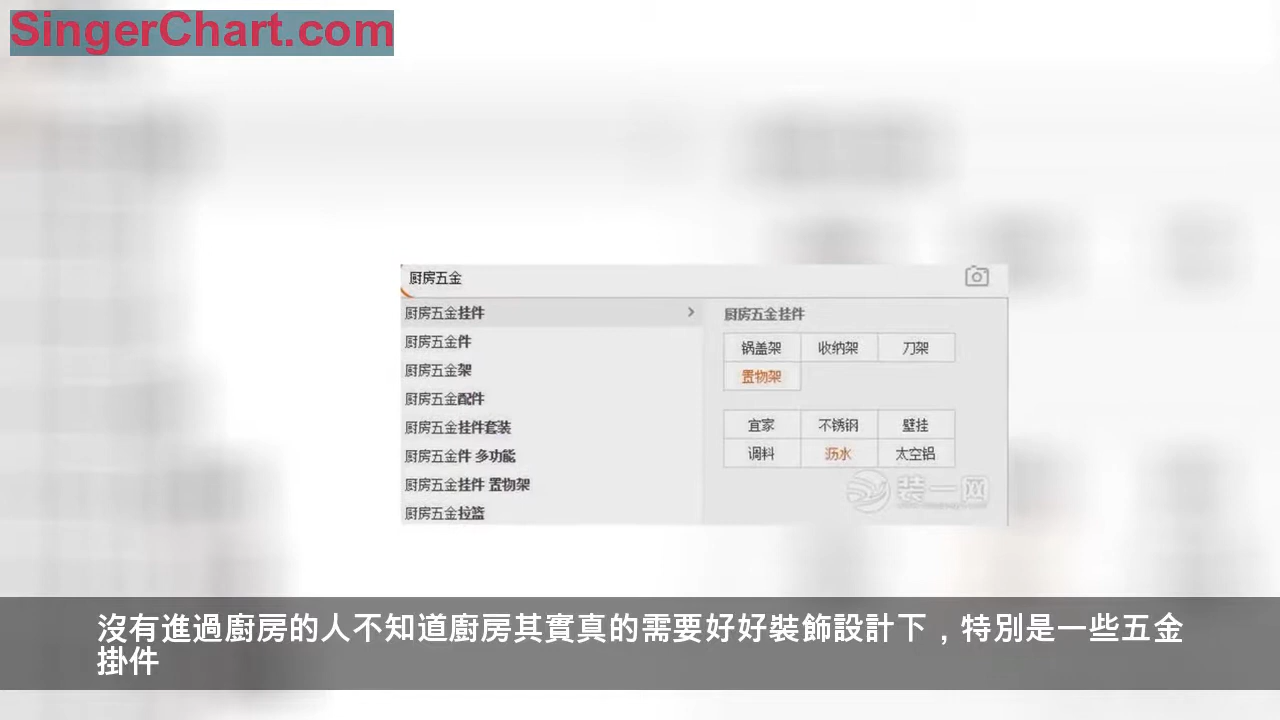 SingerChart.com
厨房五金
厨房五金挂件
厨房五金件
厨房五金架
厨房五金配件
厨房五金挂件套装
厨房五金件 多功能
厨房五金挂件 置物架
厨房五金拉篮
厨房五金挂件
锅盖架 收纳架 刀架
置物架
宜家 不锈钢 壁挂
调料 沥水 太空铝
装一网
沒有進過廚房的人不知道廚房其實真的需要好好裝飾設計下，特別是一些五金
掛件